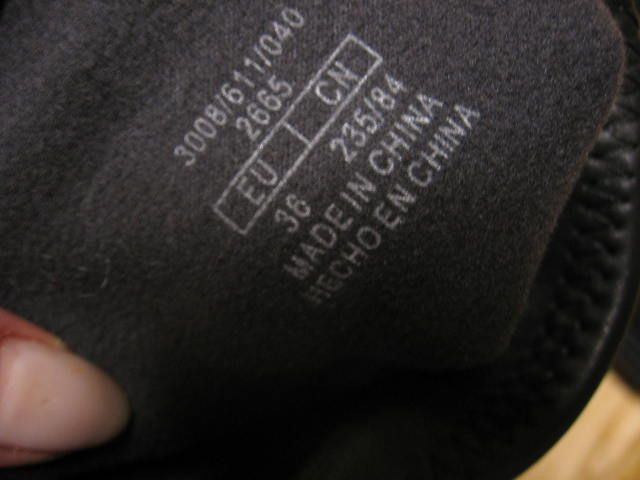 3008/611/040
2665
EU | CN
36 235/84
MADE IN CHINA
HECHO EN CHINA